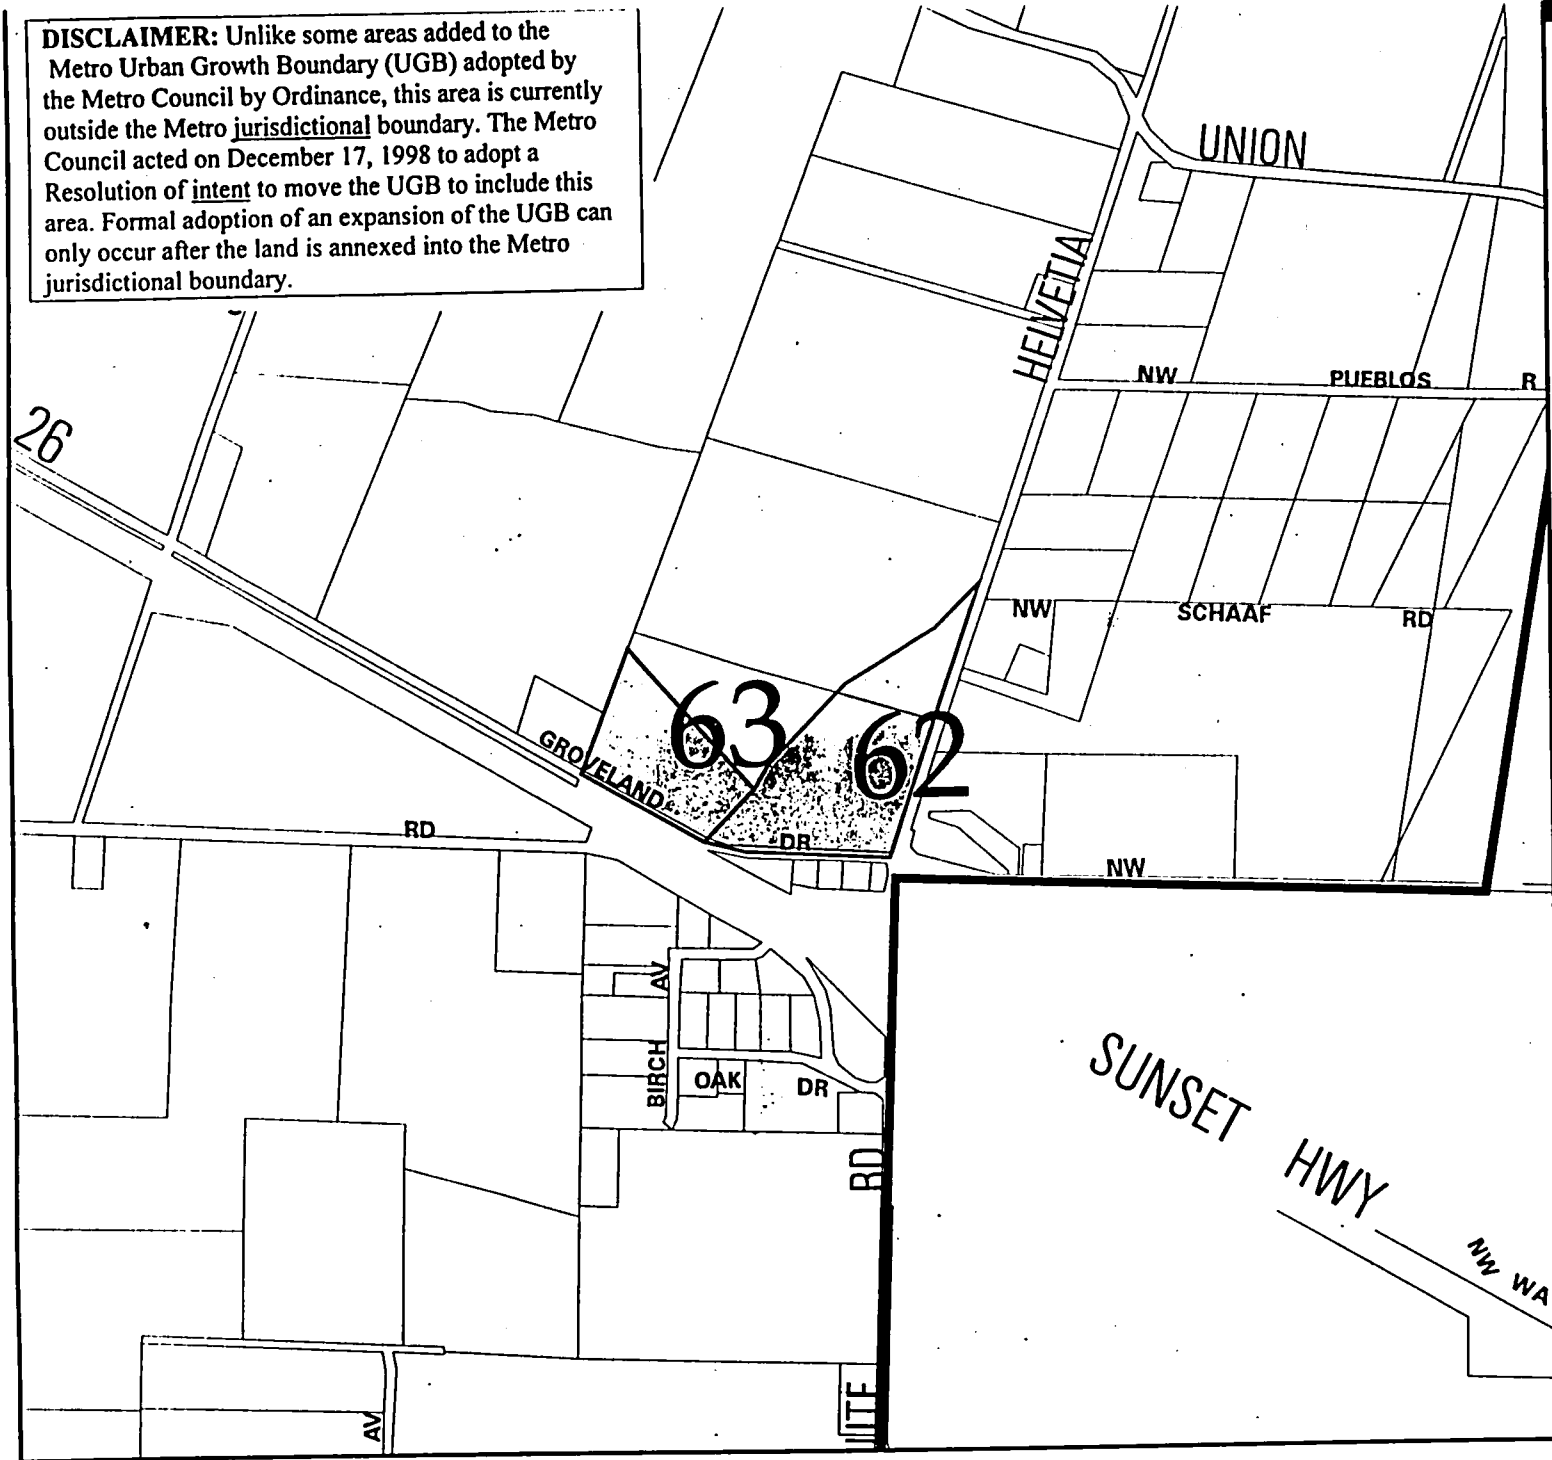 DISCLAIMER: Unlike some areas added to the
Metro Urban Growth Boundary (UGB) adopted by
the Metro Council by Ordinance, this area is currently
outside the Metro jurisdictional boundary. The Metro
Council acted on December 17, 1998 to adopt a
Resolution of intent to move the UGB to include this
area. Formal adoption of an expansion of the UGB can
only occur after the land is annexed into the Metro
jurisdictional boundary.
UNION
HELVETIA
NW PUEBLOS R
26
NW SCHAAF RD
63
62
GROVELAND
DR
RD
NW
AV
BIRCH
OAK DR
SUNSET HWY
RD
NW WA
AV